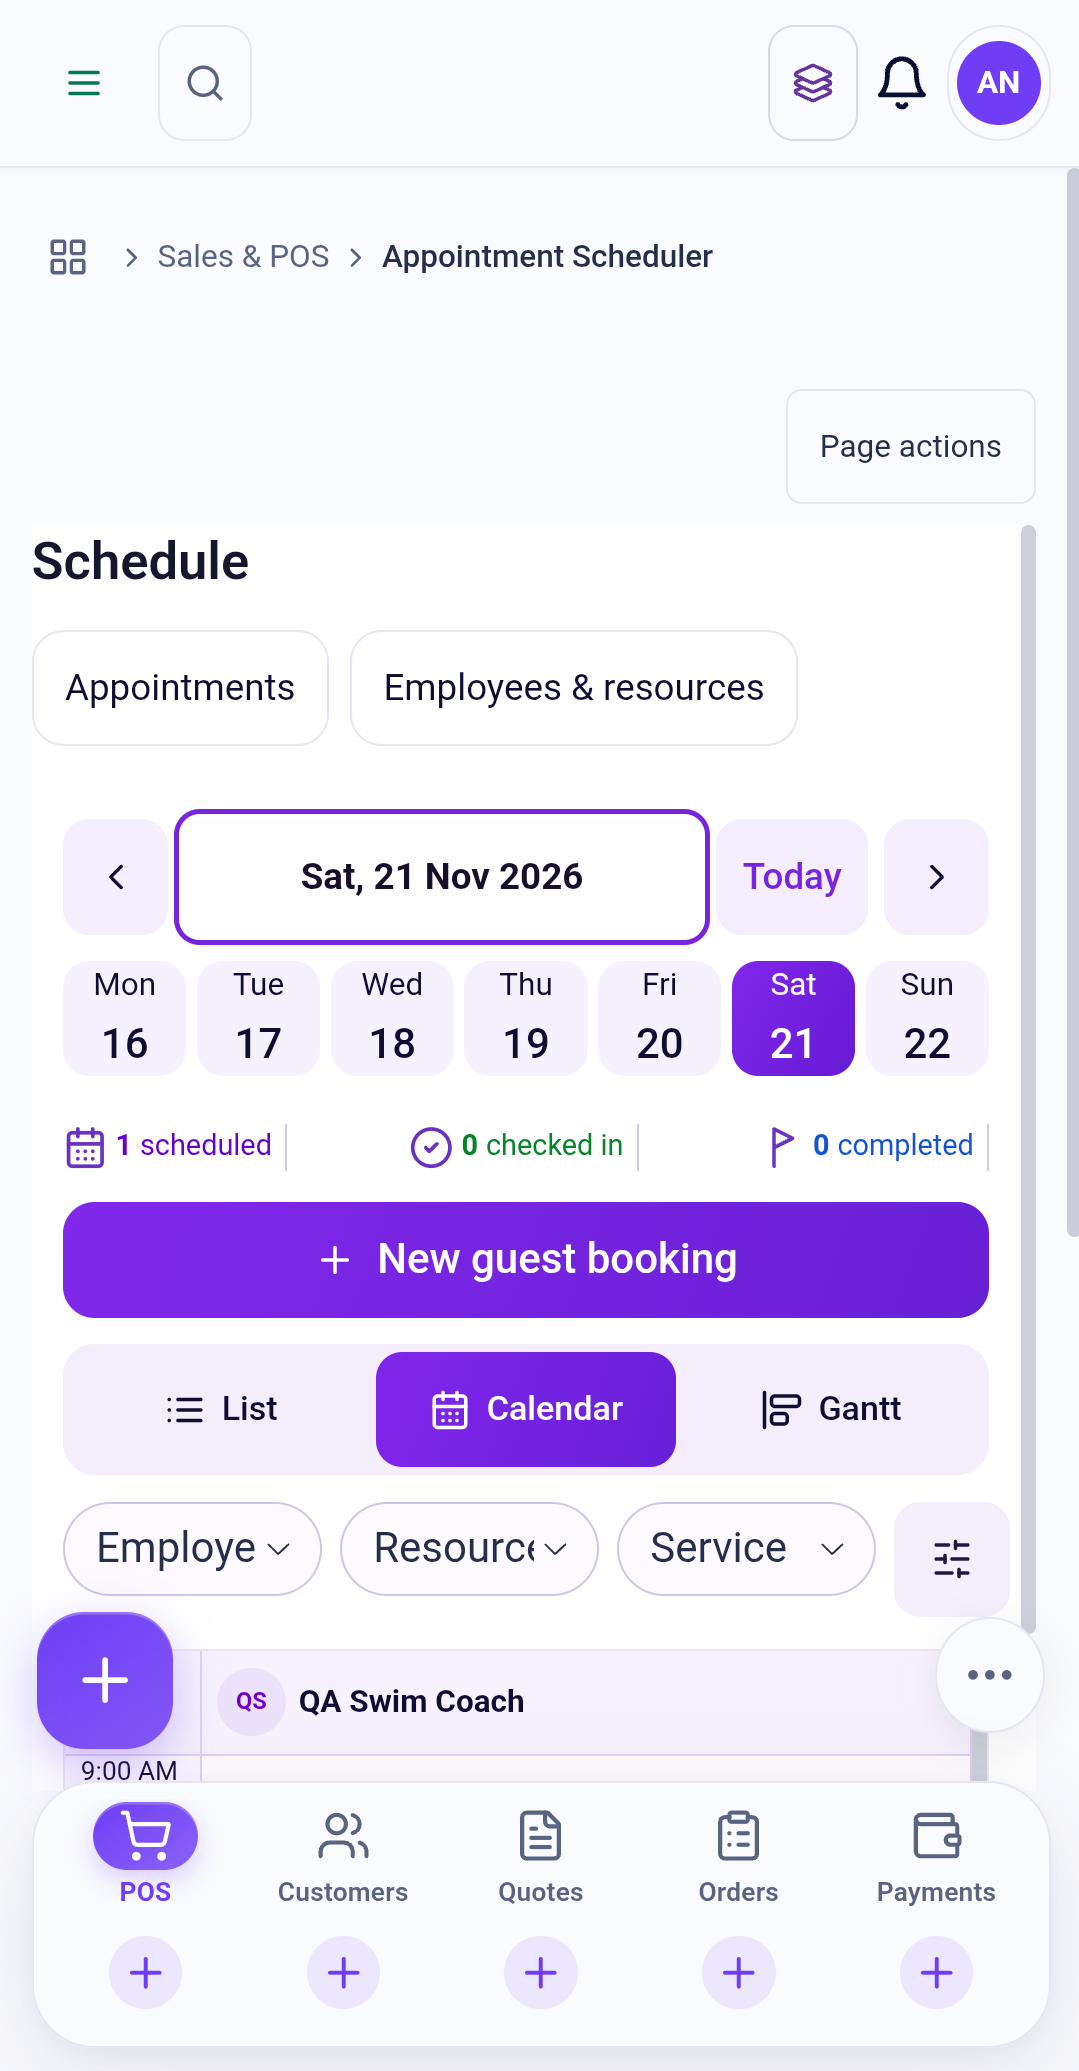 AN
Sales & POS
Appointment Scheduler
Page actions
Schedule
Appointments
Employees & resources
Sat, 21 Nov 2026
Today
Mon Tue Wed Thu Fri Sat Sun
16 17 18 19 20 21 22
1 scheduled
0 checked in
0 completed
New guest booking
List
Calendar
Gantt
Employe
Resource
Service
QS QA Swim Coach
9:00 AM
POS Customers Quotes Orders Payments